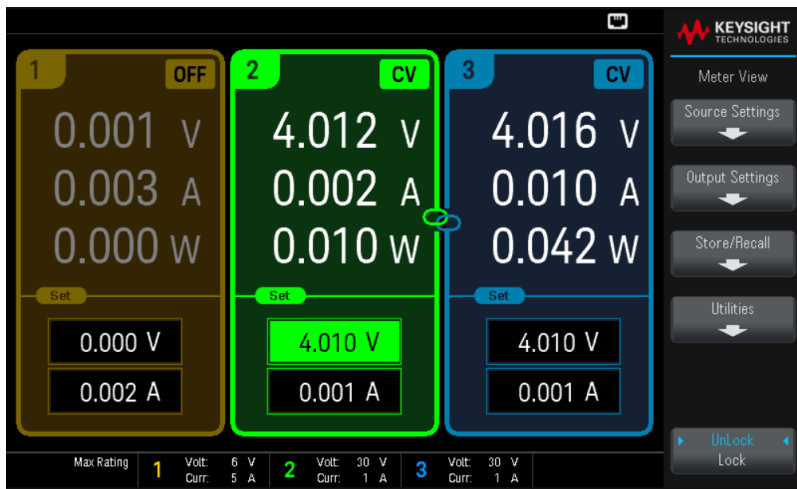 KEYSIGHT
TECHNOLOGIES
Meter View
Source Settings
Output Settings
Store/Recall
Utilities
UnLock
Lock
1 OFF
0.001 V
0.003 A
0.000 W
Set
0.000 V
0.002 A
2 CV
4.012 V
0.002 A
0.010 W
Set
4.010 V
0.001 A
3 CV
4.016 V
0.010 A
0.042 W
Set
4.010 V
0.001 A
Max Rating 1 Volt: 6 V 2 Volt: 30 V 3 Volt: 30 V
Curr: 5 A Curr: 1 A Curr: 1 A